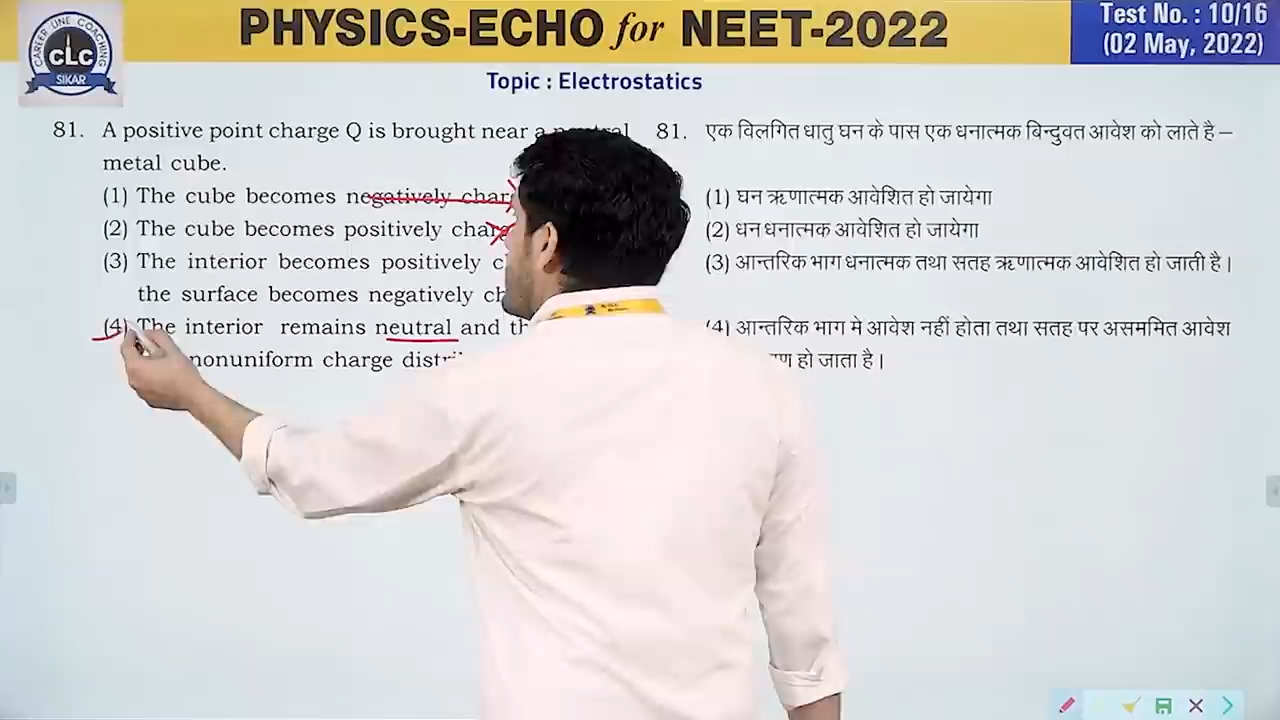 PHYSICS-ECHO for NEET-2022
Test No. : 10/16
(02 May, 2022)
CAREER LINE COACHING
CLC
SIKAR
Topic : Electrostatics
81. A positive point charge Q is brought near a neutral
metal cube.
(1) The cube becomes negatively
(2) The cube becomes positively
(3) The interior becomes positively
the surface becomes negatively
(4) The interior remains neutral and
nonuniform charge
81. एक विलगित धातु घन के पास एक धनात्मक बिन्दुवत आवेश को लाते है –
(1) घन ऋणात्मक आवेशित हो जायेगा
(2) धन धनात्मक आवेशित हो जायेगा
(3) आन्तरिक भाग धनात्मक तथा सतह ऋणात्मक आवेशित हो जाती है।
(4) आन्तरिक भाग मे आवेश नहीं होता तथा सतह पर असममित आवेश
हो जाता है।